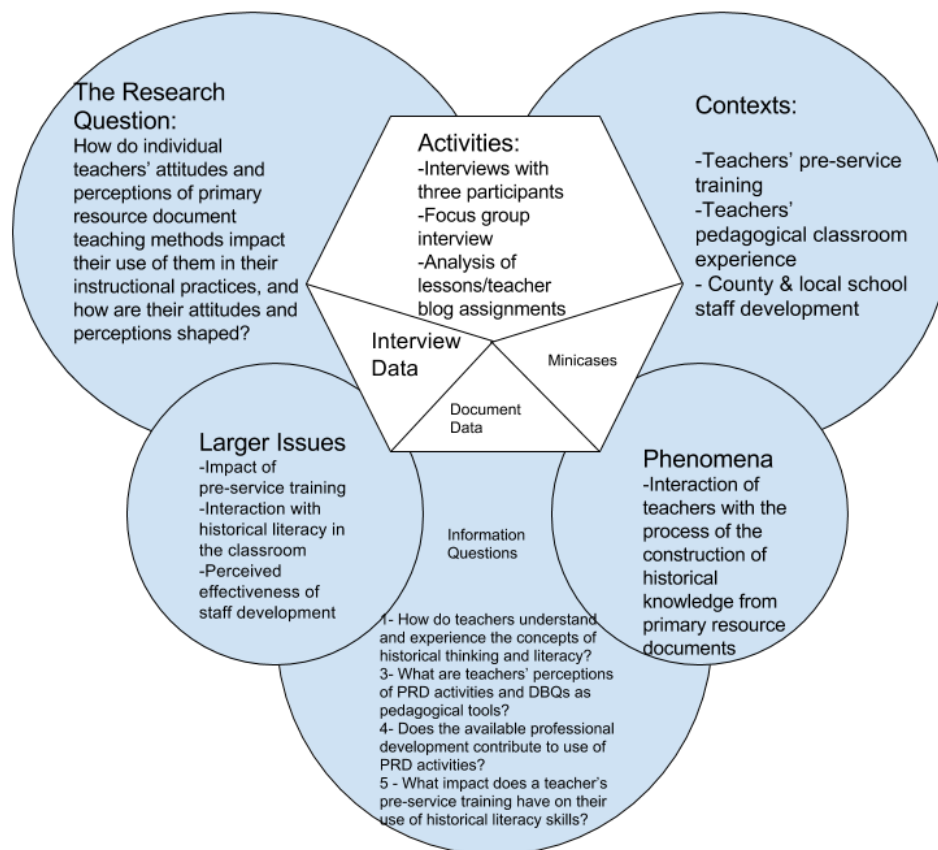 The Research
Question:
How do individual
teachers' attitudes and
perceptions of primary
resource document
teaching methods impact
their use of them in their
instructional practices, and
how are their attitudes and
perceptions shaped?
Activities:
-Interviews with
three participants
-Focus group
interview
-Analysis of
lessons/teacher
blog assignments
Contexts:
-Teachers' pre-service
training
-Teachers'
pedagogical classroom
experience
- County & local school
staff development
Interview
Data
Document
Data
Minicases
Larger Issues
-Impact of
pre-service training
-Interaction with
historical literacy in
the classroom
-Perceived
effectiveness of
staff development
Phenomena
-Interaction of
teachers with the
process of the
construction of
historical
knowledge from
primary resource
documents
Information
Questions
1- How do teachers understand
and experience the concepts of
historical thinking and literacy?
3- What are teachers' perceptions
of PRD activities and DBQs as
pedagogical tools?
4- Does the available professional
development contribute to use of
PRD activities?
5 - What impact does a teacher's
pre-service training have on their
use of historical literacy skills?